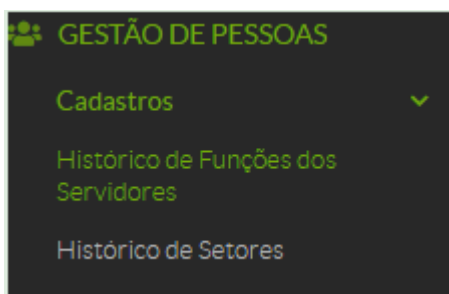 GESTÃO DE PESSOAS
Cadastros
Histórico de Funções dos
Servidores
Histórico de Setores